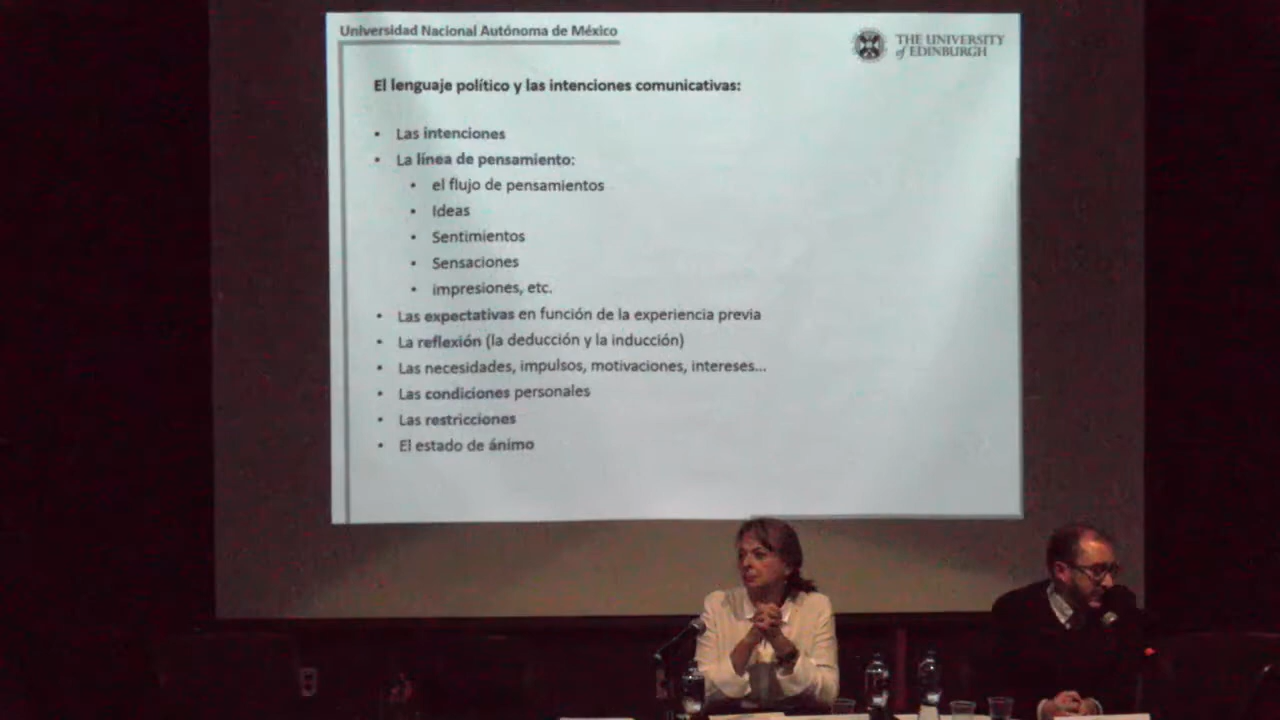 Universidad Nacional Autónoma de México
THE UNIVERSITY
of EDINBURGH
El lenguaje político y las intenciones comunicativas:
• Las intenciones
• La línea de pensamiento:
• el flujo de pensamientos
• Ideas
• Sentimientos
• Sensaciones
• impresiones, etc.
• Las expectativas en función de la experiencia previa
• La reflexión (la deducción y la inducción)
• Las necesidades, impulsos, motivaciones, intereses...
• Las condiciones personales
• Las restricciones
• El estado de ánimo